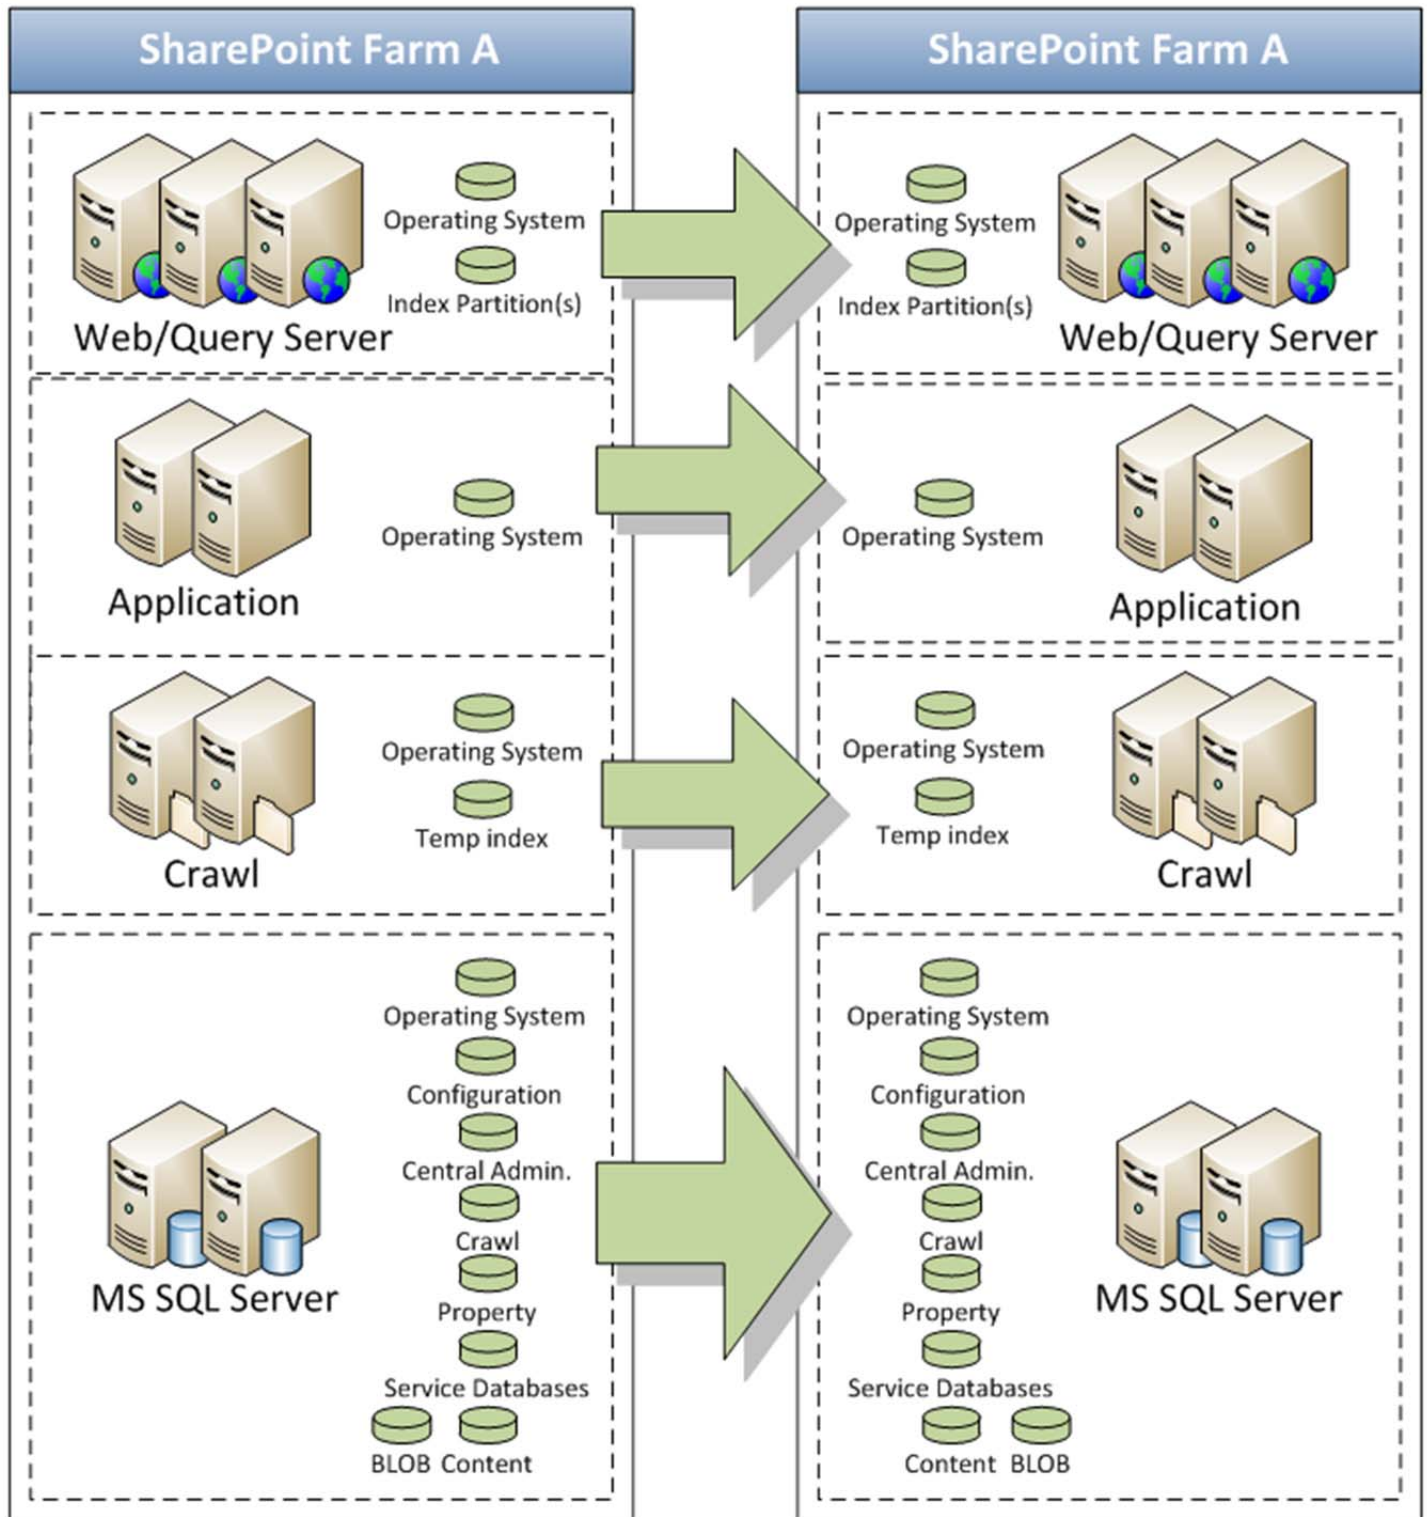 SharePoint Farm A
Operating System
Index Partition(s)
Web/Query Server
Operating System
Application
Operating System
Temp index
Crawl
Operating System
Configuration
Central Admin.
Crawl
Property
MS SQL Server
Service Databases
BLOB Content
SharePoint Farm A
Operating System
Index Partition(s)
Web/Query Server
Operating System
Application
Operating System
Temp index
Crawl
Operating System
Configuration
Central Admin.
Crawl
Property
MS SQL Server
Service Databases
Content BLOB